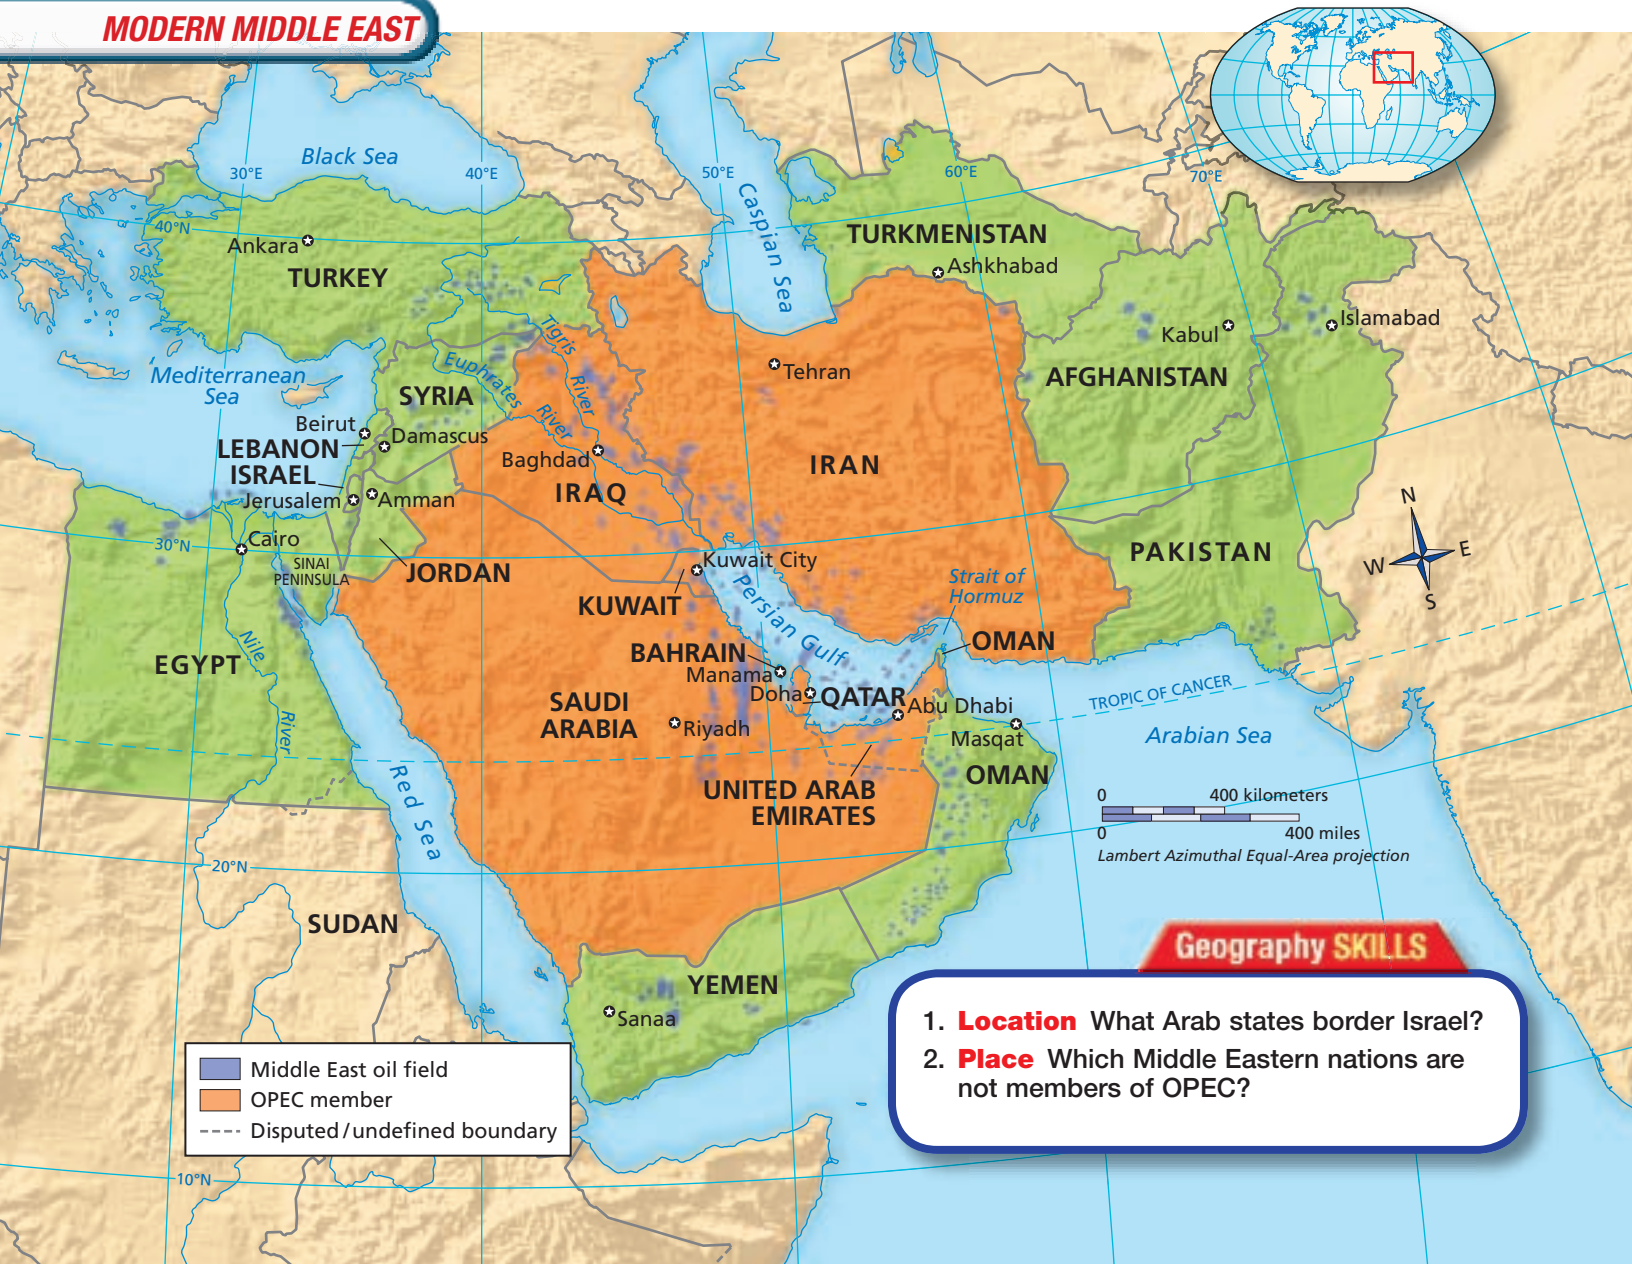 MODERN MIDDLE EAST
Black Sea
30°E
40°E
50°E
60°E
70°E
Caspian Sea
40°N
Ankara
TURKEY
TURKMENISTAN
Ashkhabad
Islamabad
Kabul
Tigris River
Tehran
Mediterranean
Sea
Euphrates River
SYRIA
AFGHANISTAN
Beirut
Damascus
LEBANON
Baghdad
IRAN
ISRAEL
IRAQ
Jerusalem
Amman
N
W
E
S
30°N
Cairo
SINAI
PENINSULA
JORDAN
Kuwait City
PAKISTAN
KUWAIT
Persian Gulf
Strait of
Hormuz
OMAN
EGYPT
Nile River
BAHRAIN
Manama
Doha
QATAR
Abu Dhabi
TROPIC OF CANCER
SAUDI
ARABIA
Riyadh
Masqat
Arabian Sea
OMAN
Red Sea
UNITED ARAB
EMIRATES
0 400 kilometers
0 400 miles
Lambert Azimuthal Equal-Area projection
20°N
SUDAN
YEMEN
Sanaa
10°N
Middle East oil field
OPEC member
Disputed/undefined boundary
Geography SKILLS
1. Location What Arab states border Israel?
2. Place Which Middle Eastern nations are
not members of OPEC?